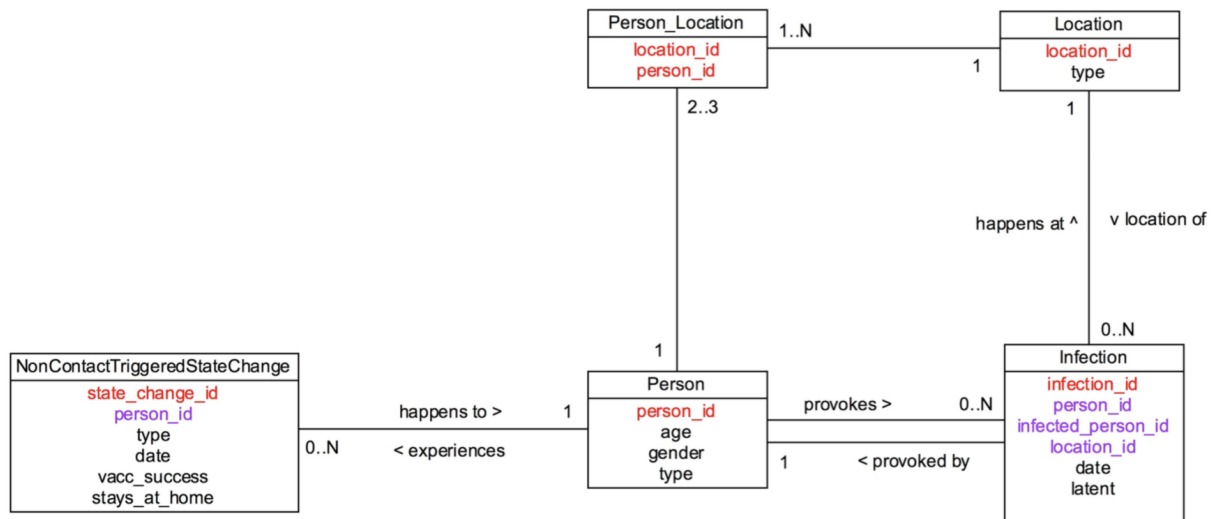 Person_Location
location_id
person_id
1..N
1
Location
location_id
type
2..3
1
happens at ^
v location of
1
0..N
NonContactTriggeredStateChange
state_change_id
person_id
type
date
vacc_success
stays_at_home
happens to >
1
0..N
< experiences
Person
person_id
age
gender
type
provokes >
0..N
1
< provoked by
Infection
infection_id
person_id
infected_person_id
location_id
date
latent